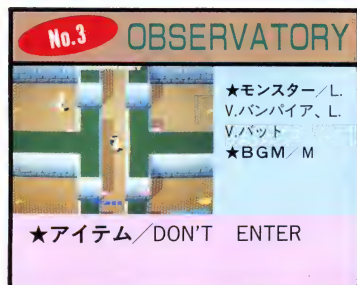 No.3 OBSERVATORY
★モンスター/L.
V.バンパイア、L.
V.バット
★BGM/M
★アイテム/DON'T ENTER